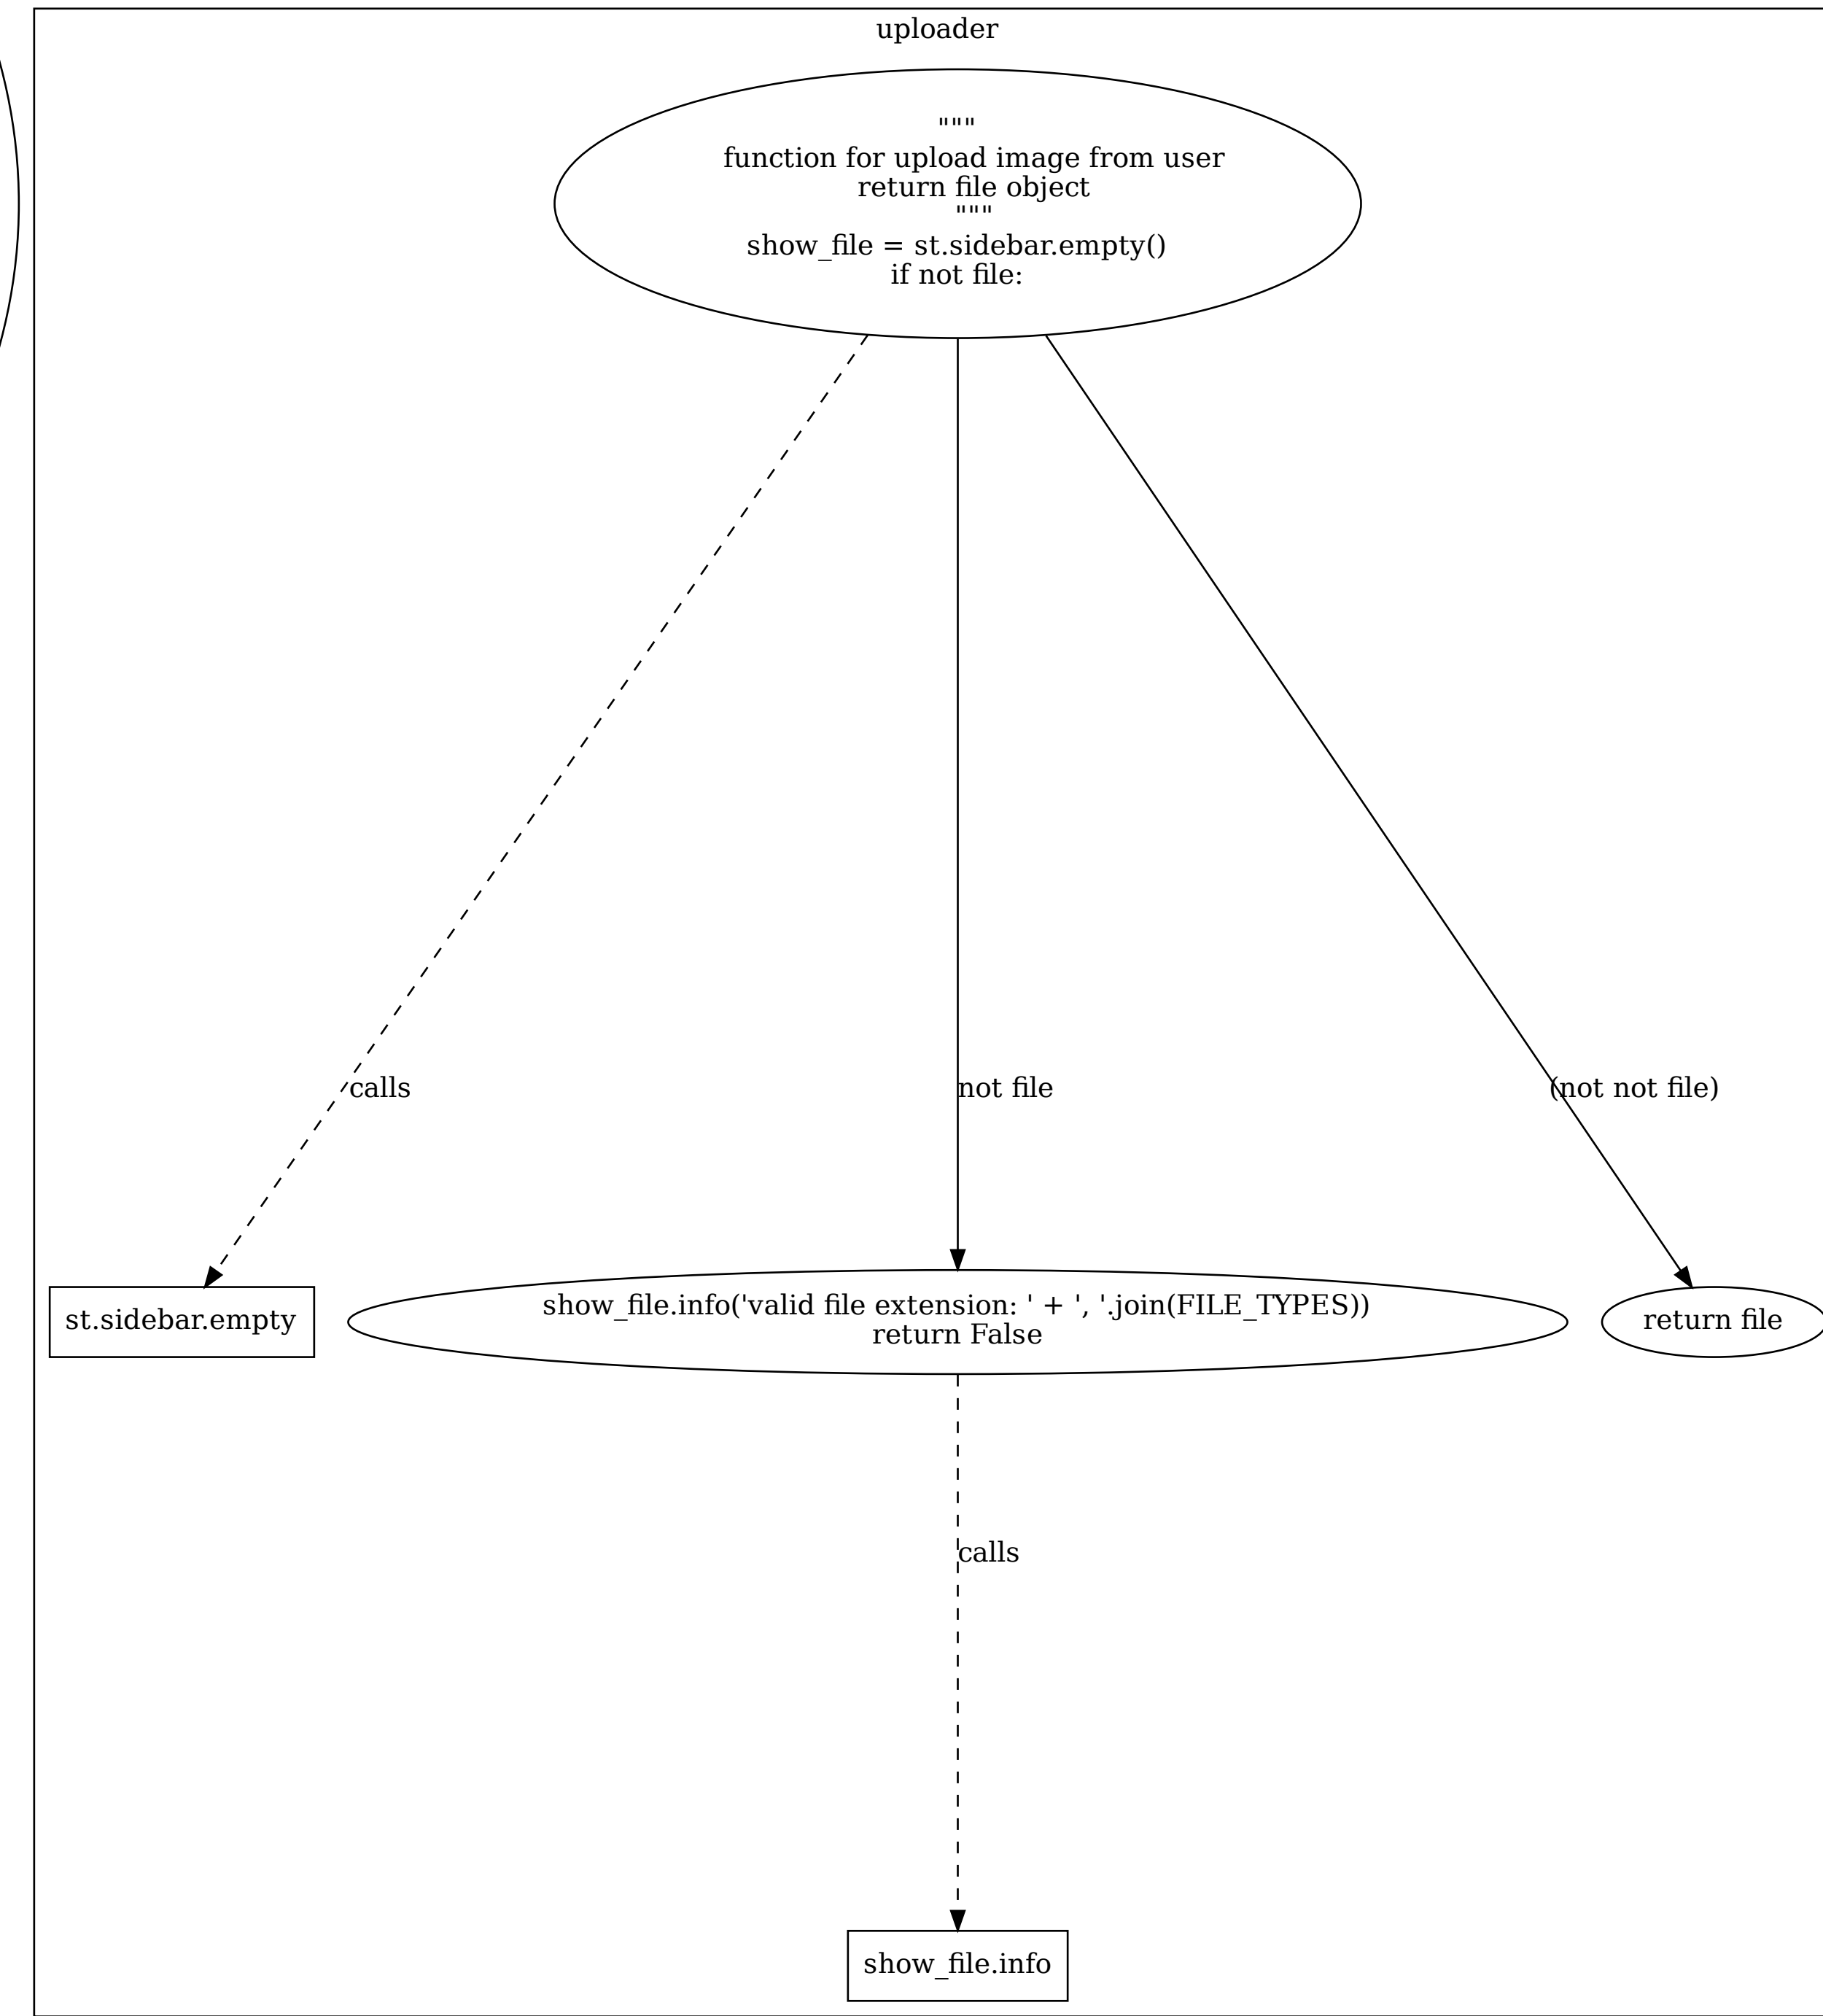 uploader
"""
function for upload image from user
return file object
"""
show_file = st.sidebar.empty()
if not file:
calls
not file
(not not file)
st.sidebar.empty
show_file.info('valid file extension: ' + ', '.join(FILE_TYPES))
return False
return file
calls
show_file.info